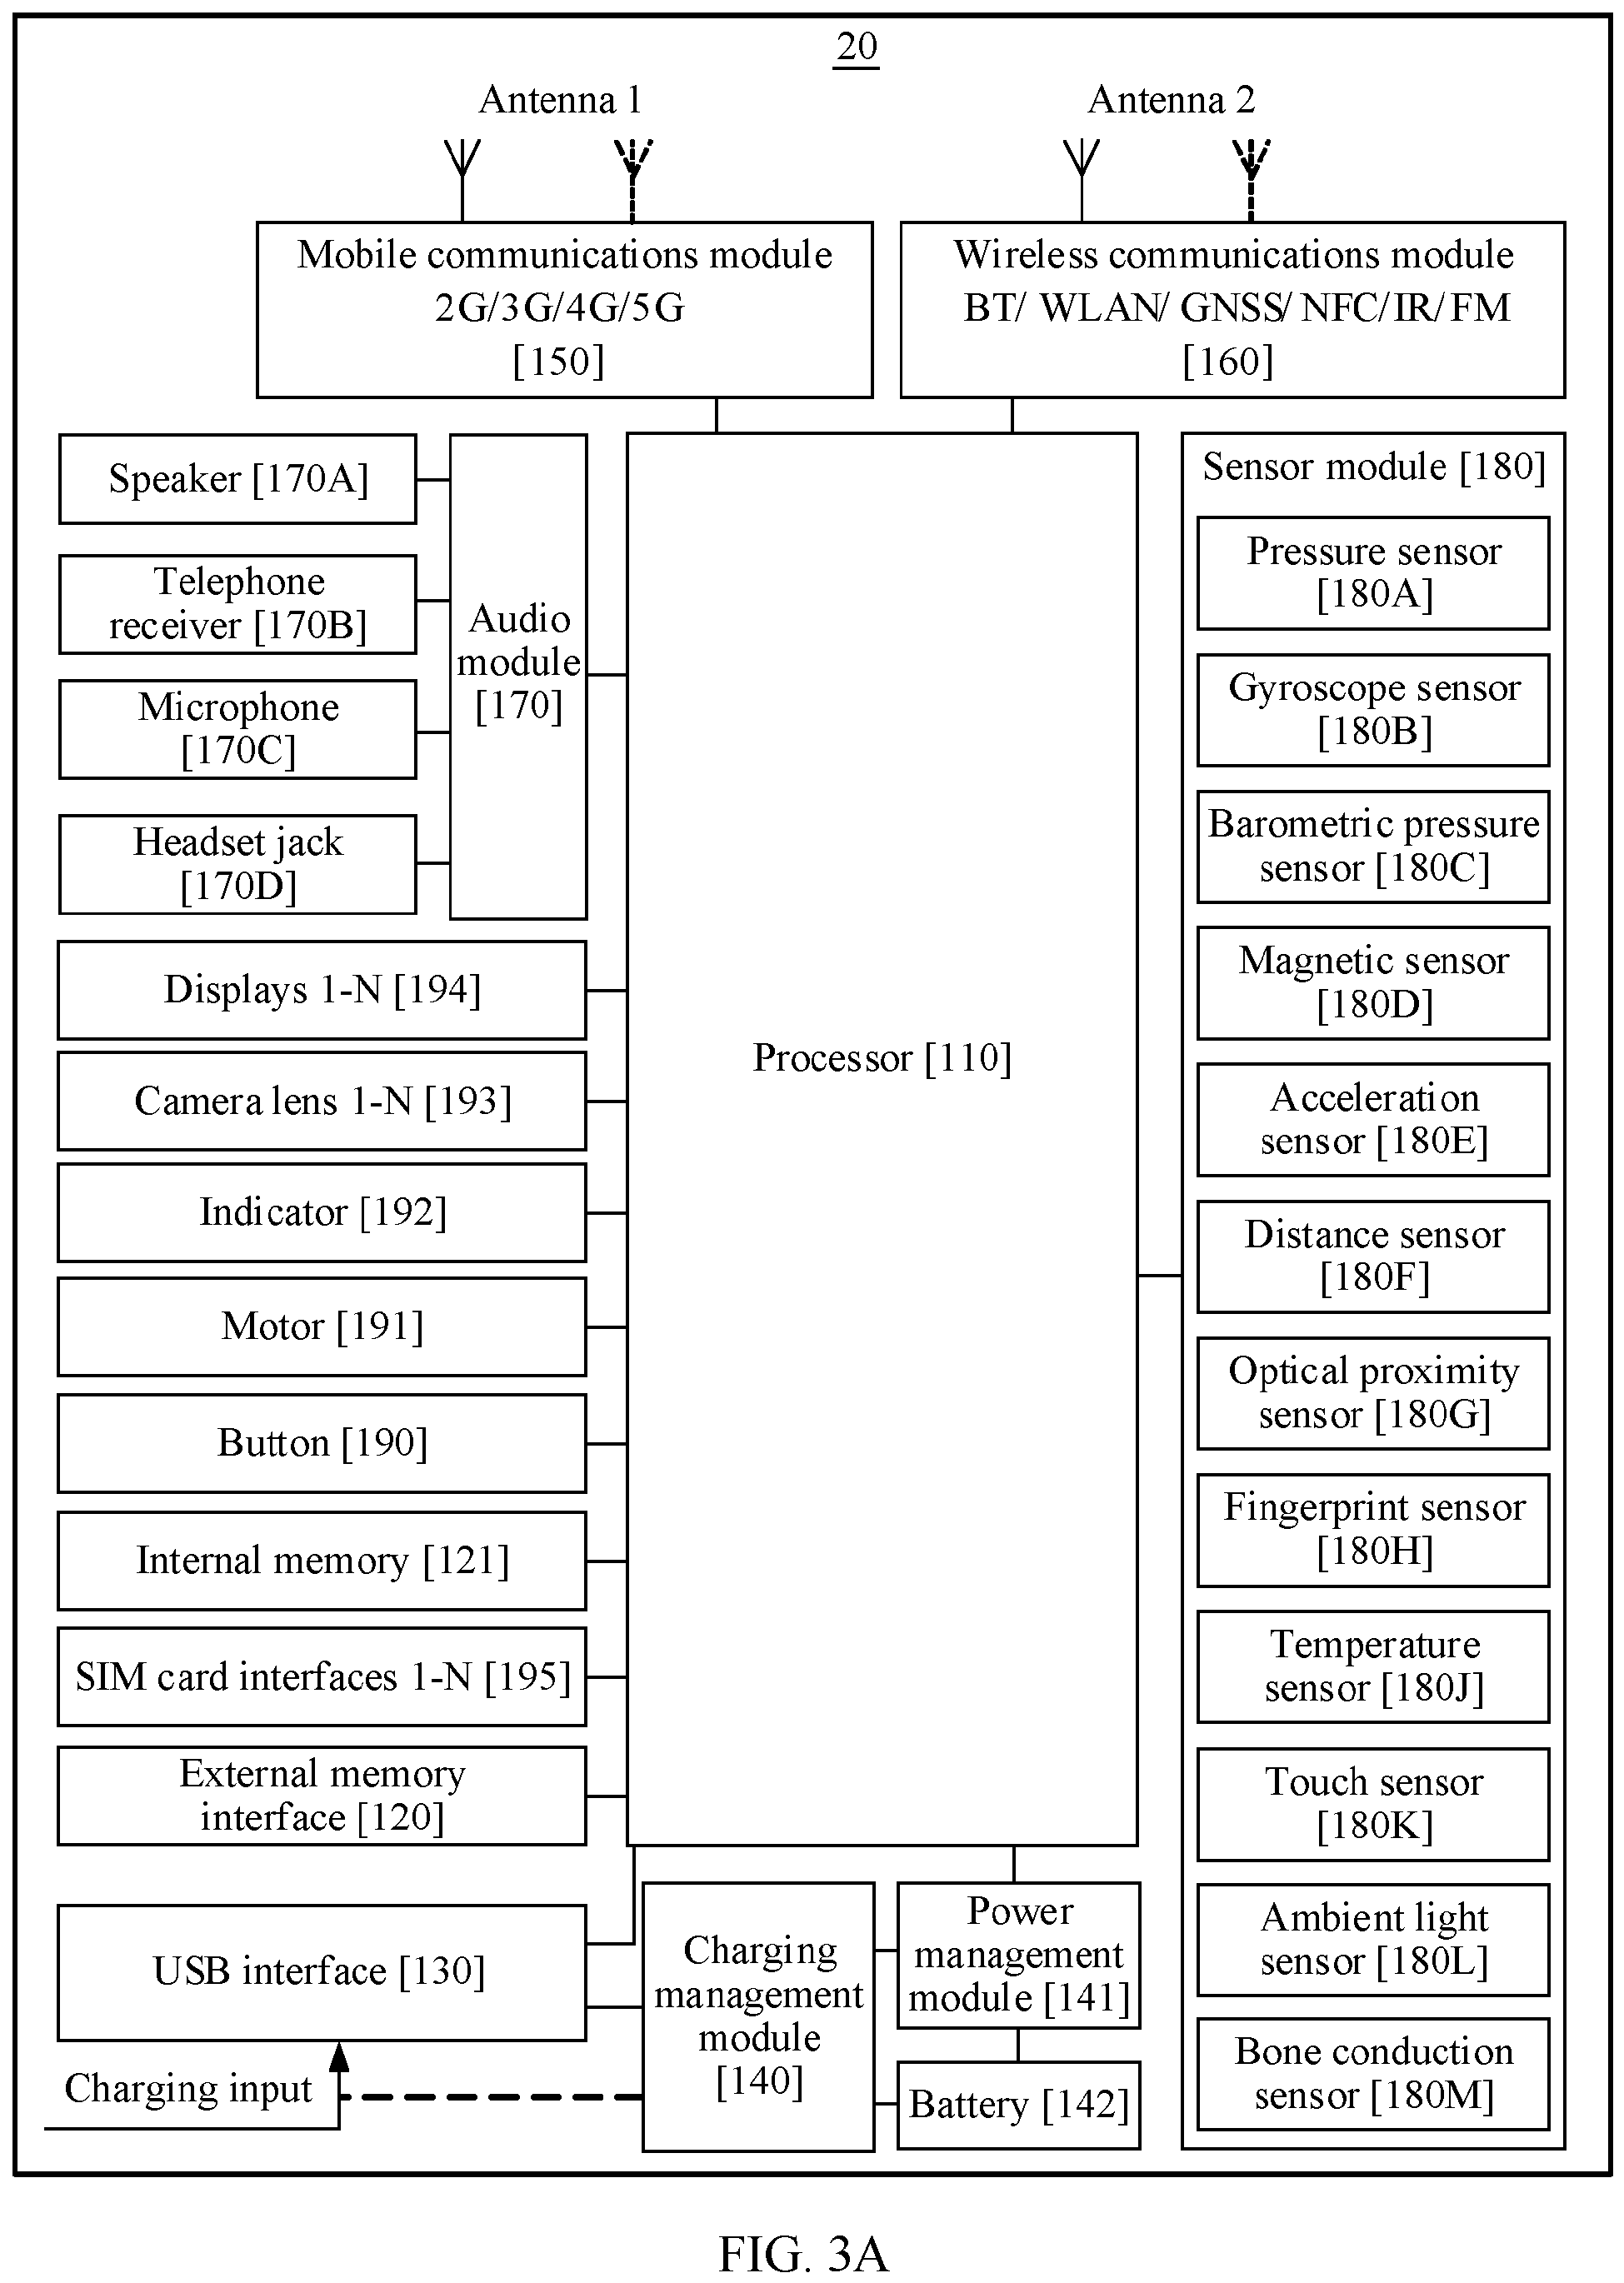 20
Antenna 1
Antenna 2
Mobile communications module
2G/3G/4G/5G
[150]
Wireless communications module
BT/ WLAN/ GNSS/ NFC/ IR/ FM
[160]
Speaker [170A]
Telephone
receiver [170B]
Microphone
[170C]
Headset jack
[170D]
Audio
module
[170]
Displays 1-N [194]
Camera lens 1-N [193]
Indicator [192]
Motor [191]
Button [190]
Internal memory [121]
SIM card interfaces 1-N [195]
External memory
interface [120]
USB interface [130]
Charging input
Processor [110]
Charging
management
module
[140]
Power
management
module [141]
Battery [142]
Sensor module [180]
Pressure sensor
[180A]
Gyroscope sensor
[180B]
Barometric pressure
sensor [180C]
Magnetic sensor
[180D]
Acceleration
sensor [180E]
Distance sensor
[180F]
Optical proximity
sensor [180G]
Fingerprint sensor
[180H]
Temperature
sensor [180J]
Touch sensor
[180K]
Ambient light
sensor [180L]
Bone conduction
sensor [180M]
FIG. 3A